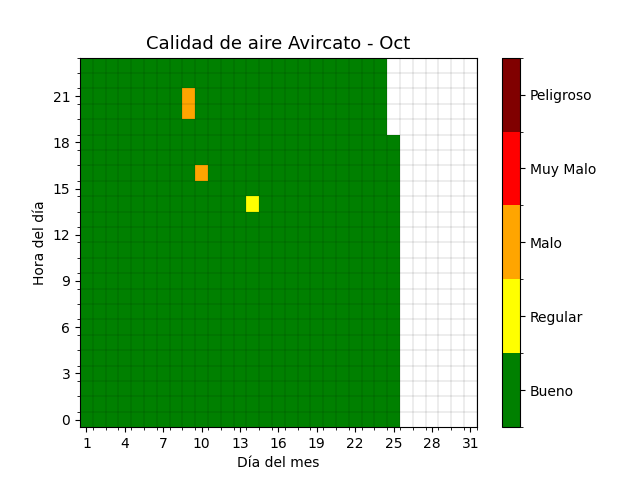 Calidad de aire Avircato - Oct
Hora del día
21
18
15
12
9
6
3
0
1 4 7 10 13 16 19 22 25 28 31
Día del mes
Peligroso
Muy Malo
Malo
Regular
Bueno